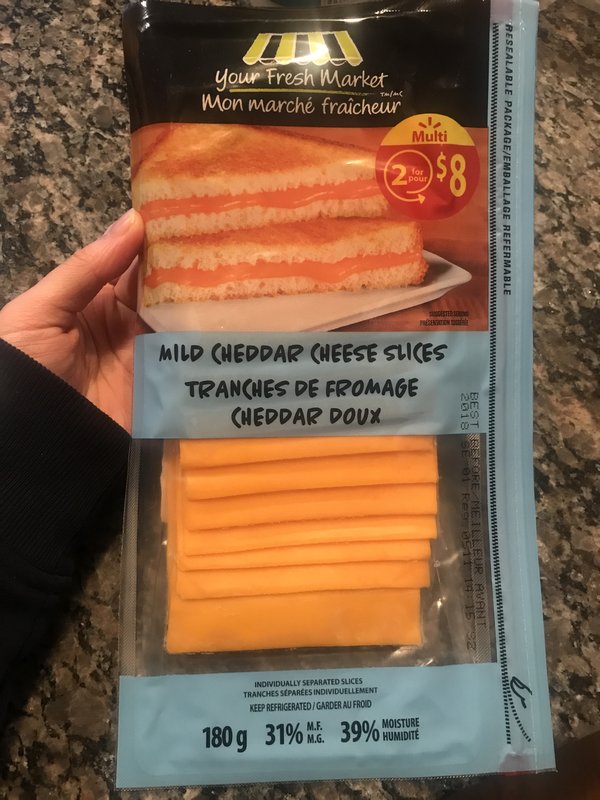 Your Fresh Market
TM/MC
Mon marché fraîcheur
Multi
2 for
pour
$8
RESEALABLE PACKAGE/EMBALLAGE REFERMABLE
SUGGESTED SERVING
PRÉSENTATION SUGGÉRÉE
MILD CHEDDAR CHEESE SLICES
TRANCHES DE FROMAGE
CHEDDAR DOUX
BEST BEFORE/MEILLEUR AVANT
2018 SE 01
INDIVIDUALLY SEPARATED SLICES
TRANCHES SÉPARÉES INDIVIDUELLEMENT
KEEP REFRIGERATED / GARDER AU FROID
180 g 31% M.F. 39% MOISTURE
M.G. HUMIDITÉ